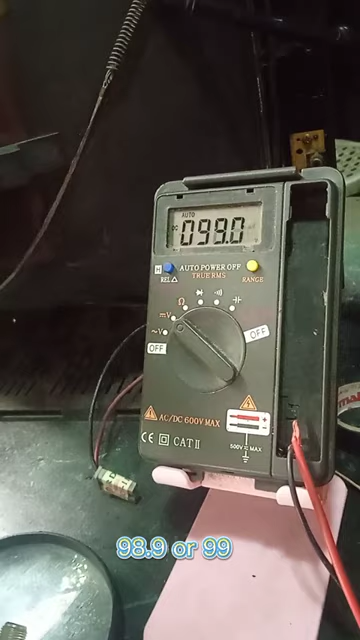 AUTO
DC 099.0 mV
H AUTO POWER OFF
TRUE RMS
REL △ RANGE
Ω
mV
~V
OFF OFF
⚠ AC/DC 600V MAX
CE CAT II
500V MAX
98.9 or 99